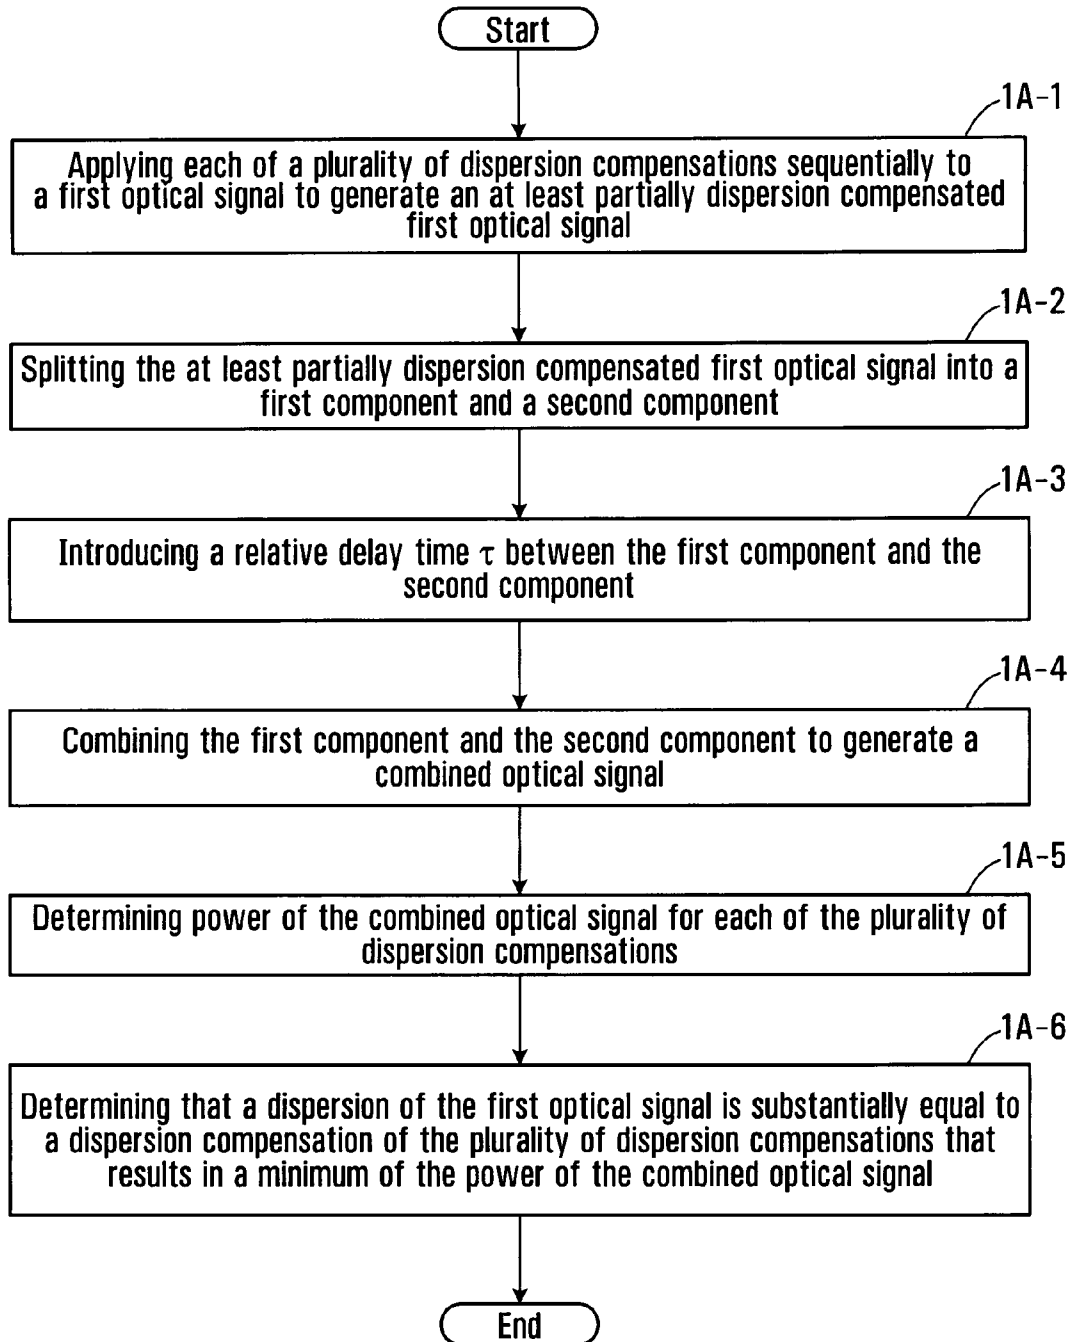 Start
1A-1
Applying each of a plurality of dispersion compensations sequentially to
a first optical signal to generate an at least partially dispersion compensated
first optical signal
1A-2
Splitting the at least partially dispersion compensated first optical signal into a
first component and a second component
1A-3
Introducing a relative delay time τ between the first component and the
second component
1A-4
Combining the first component and the second component to generate a
combined optical signal
1A-5
Determining power of the combined optical signal for each of the plurality of
dispersion compensations
1A-6
Determining that a dispersion of the first optical signal is substantially equal to
a dispersion compensation of the plurality of dispersion compensations that
results in a minimum of the power of the combined optical signal
End